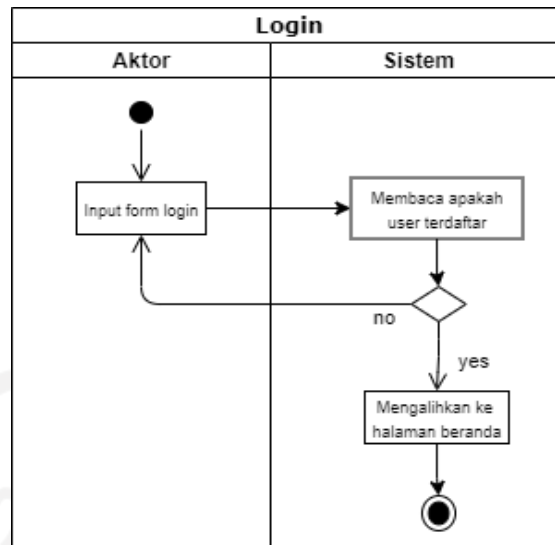 Login
Aktor
Sistem
Input form login
Membaca apakah
user terdaftar
no
yes
Mengalihkan ke
halaman beranda